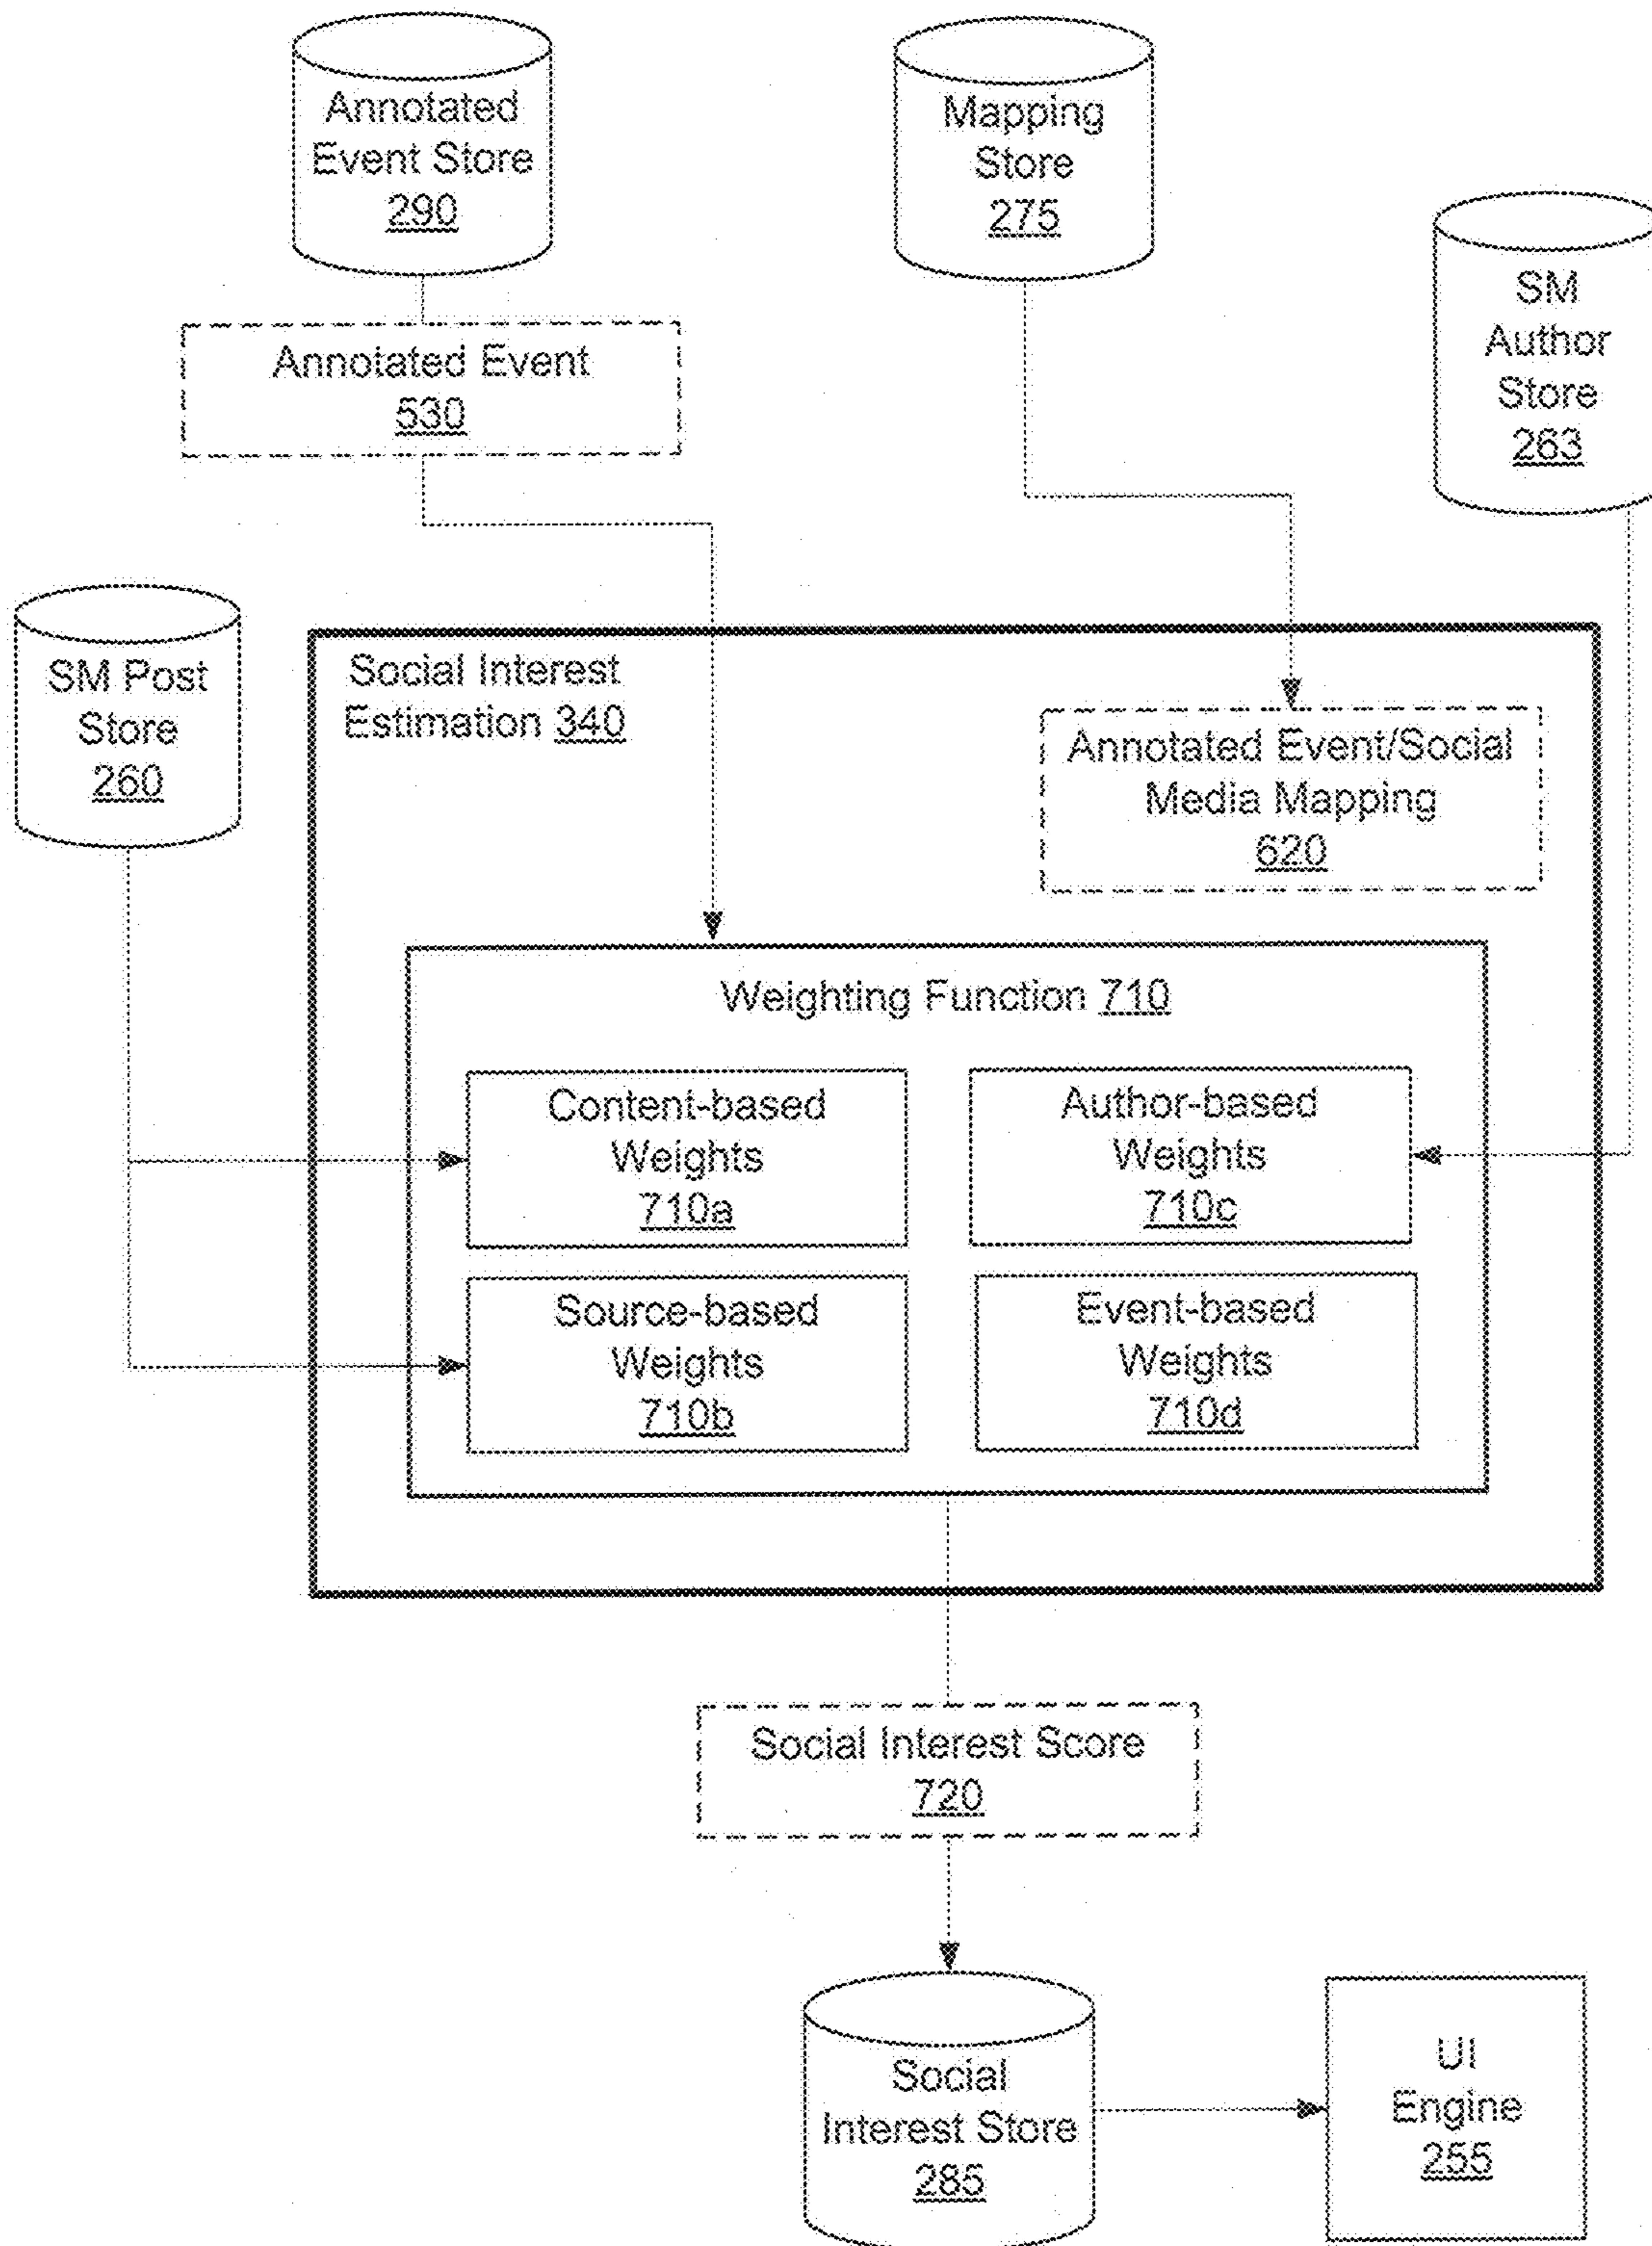 Annotated
Event Store
290
Mapping
Store
275
SM
Author
Store
263
Annotated Event
530
SM Post
Store
260
Social Interest
Estimation 340
Annotated Event/Social
Media Mapping
620
Weighting Function 710
Content-based
Weights
710a
Author-based
Weights
710c
Source-based
Weights
710b
Event-based
Weights
710d
Social Interest Score
720
Social
Interest Store
285
UI
Engine
255